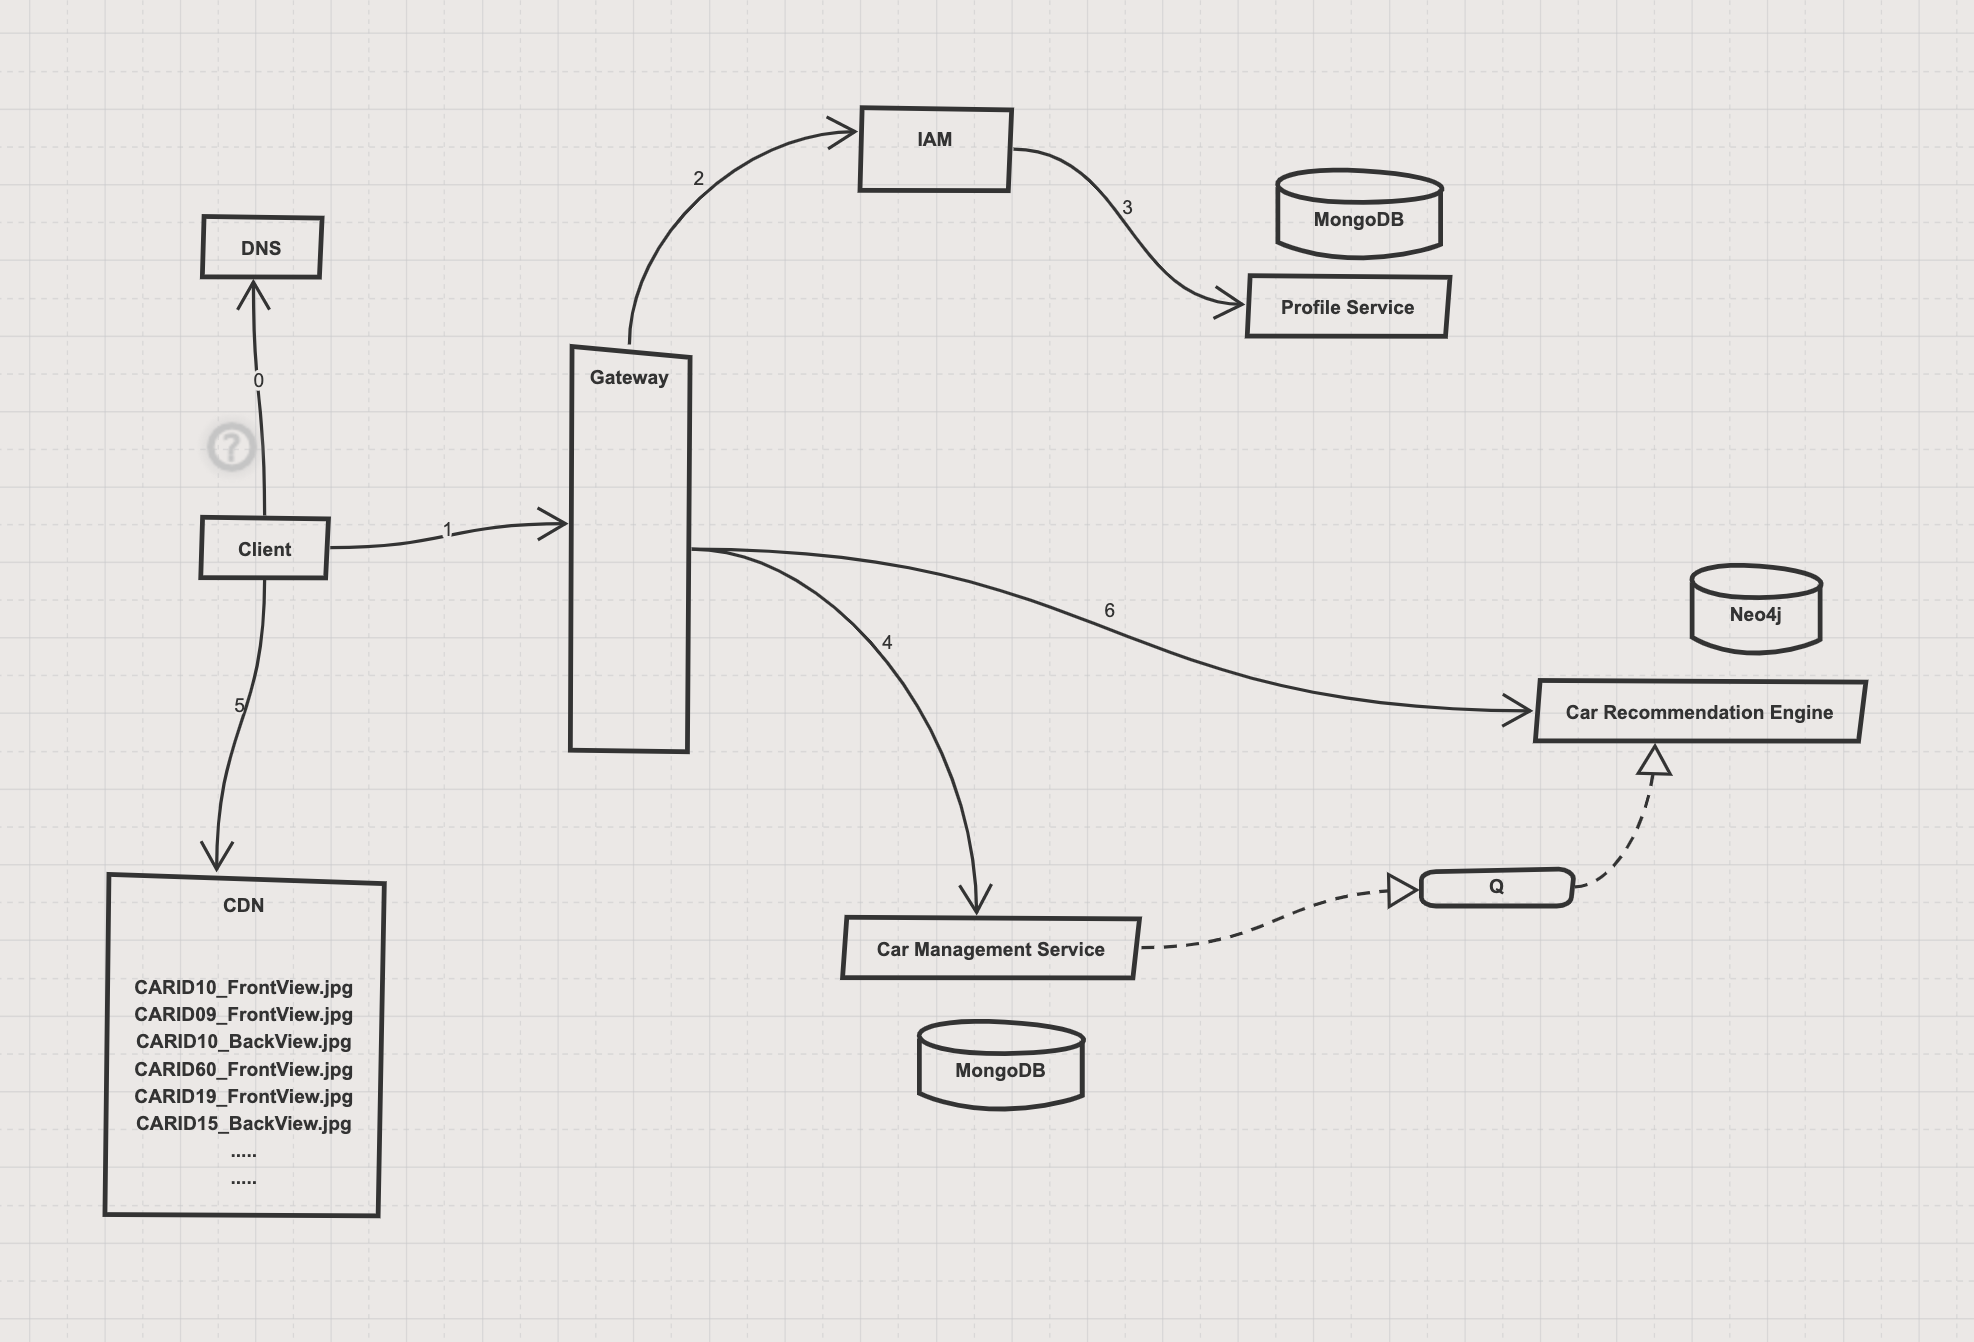 IAM
2
3
MongoDB
DNS
Profile Service
Gateway
0
?
1
Client
6
Neo4j
4
5
Car Recommendation Engine
Q
CDN
Car Management Service
CARID10_FrontView.jpg
CARID09_FrontView.jpg
CARID10_BackView.jpg
CARID60_FrontView.jpg
CARID19_FrontView.jpg
CARID15_BackView.jpg
.....
.....
MongoDB